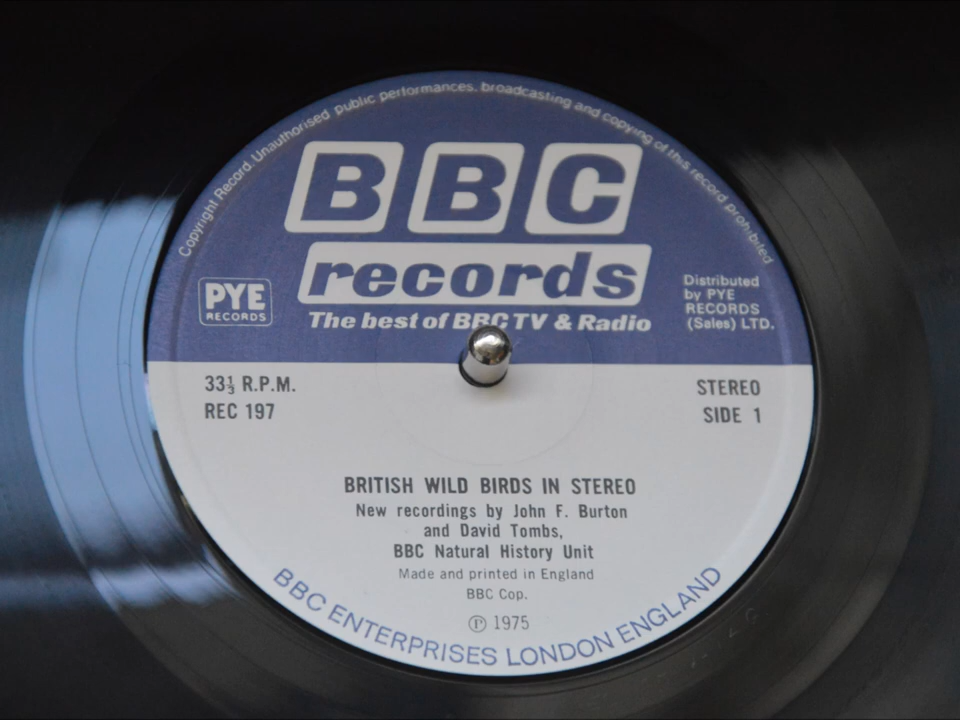 Copyright Record. Unauthorised public performances, broadcasting and copying of this record prohibited
BBC
records
The best of BBC TV & Radio
PYE
RECORDS
Distributed
by PYE
RECORDS
(Sales) LTD.
33⅓ R.P.M.
REC 197
STEREO
SIDE 1
BRITISH WILD BIRDS IN STEREO
New recordings by John F. Burton
and David Tombs,
BBC Natural History Unit
Made and printed in England
BBC Cop.
Ⓟ 1975
BBC ENTERPRISES LONDON ENGLAND